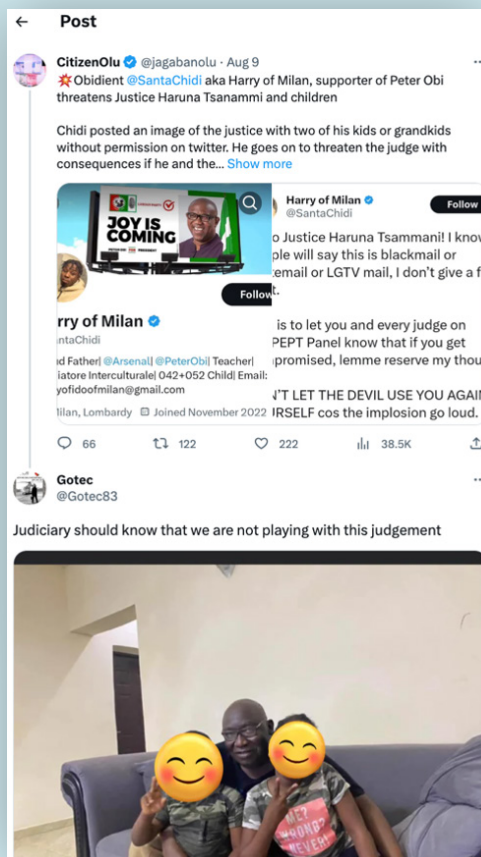 Post
CitizenOlu @jagabanolu · Aug 9
💥Obidient @SantaChidi aka Harry of Milan, supporter of Peter Obi
threatens Justice Haruna Tsanammi and children
Chidi posted an image of the justice with two of his kids or grandkids
without permission on twitter. He goes on to threaten the judge with
consequences if he and the... Show more
JOY IS
COMING
Follow
rry of Milan
ntaChidi
d Father| @Arsenal| @PeterObi| Teacher|
iatore Interculturale| 042+052 Child| Email:
yofidoofmilan@gmail.com
Milan, Lombardy Joined November 2022
Harry of Milan
@SantaChidi
Follow
o Justice Haruna Tsammani! I know
ple will say this is blackmail or
email or LGTV mail, I don't give a f
t.
is to let you and every judge on
PEPT Panel know that if you get
promised, lemme reserve my thou
N'T LET THE DEVIL USE YOU AGAIN
RSELF cos the implosion go loud.
66 122 222 38.5K
Gotec
@Gotec83
Judiciary should know that we are not playing with this judgement
ME?
WRONG?
NEVER!